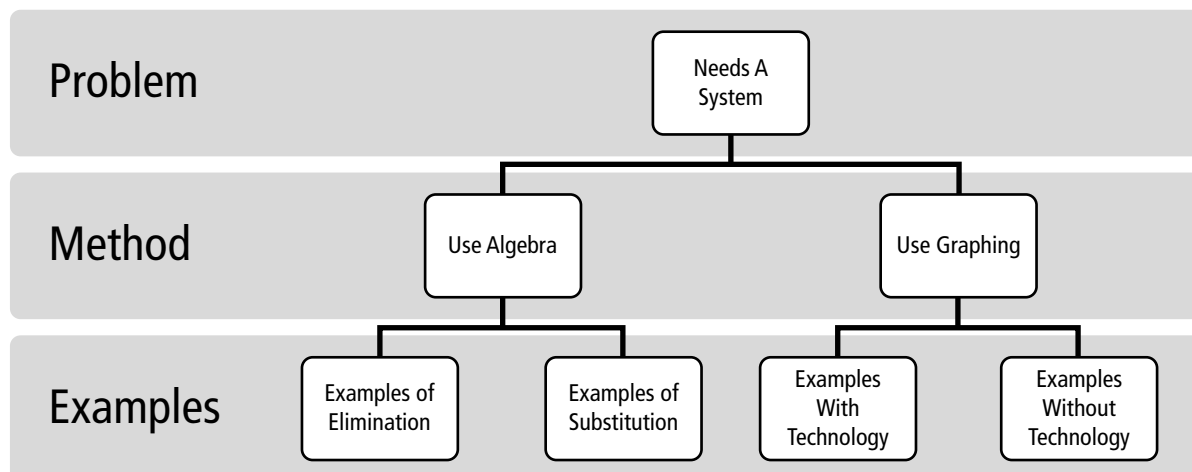 Problem
Needs A
System
Method
Use Algebra
Use Graphing
Examples
Examples of
Elimination
Examples of
Substitution
Examples
With
Technology
Examples
Without
Technology